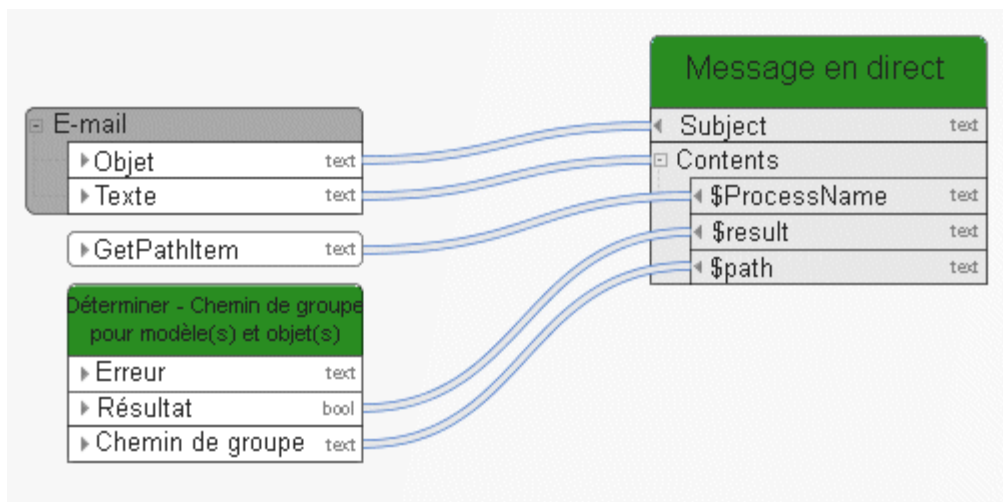 Message en direct
Subject text
Contents
$ProcessName text
$result text
$path text
E-mail
Objet text
Texte text
GetPathItem text
Déterminer - Chemin de groupe
pour modèle(s) et objet(s)
Erreur text
Résultat bool
Chemin de groupe text